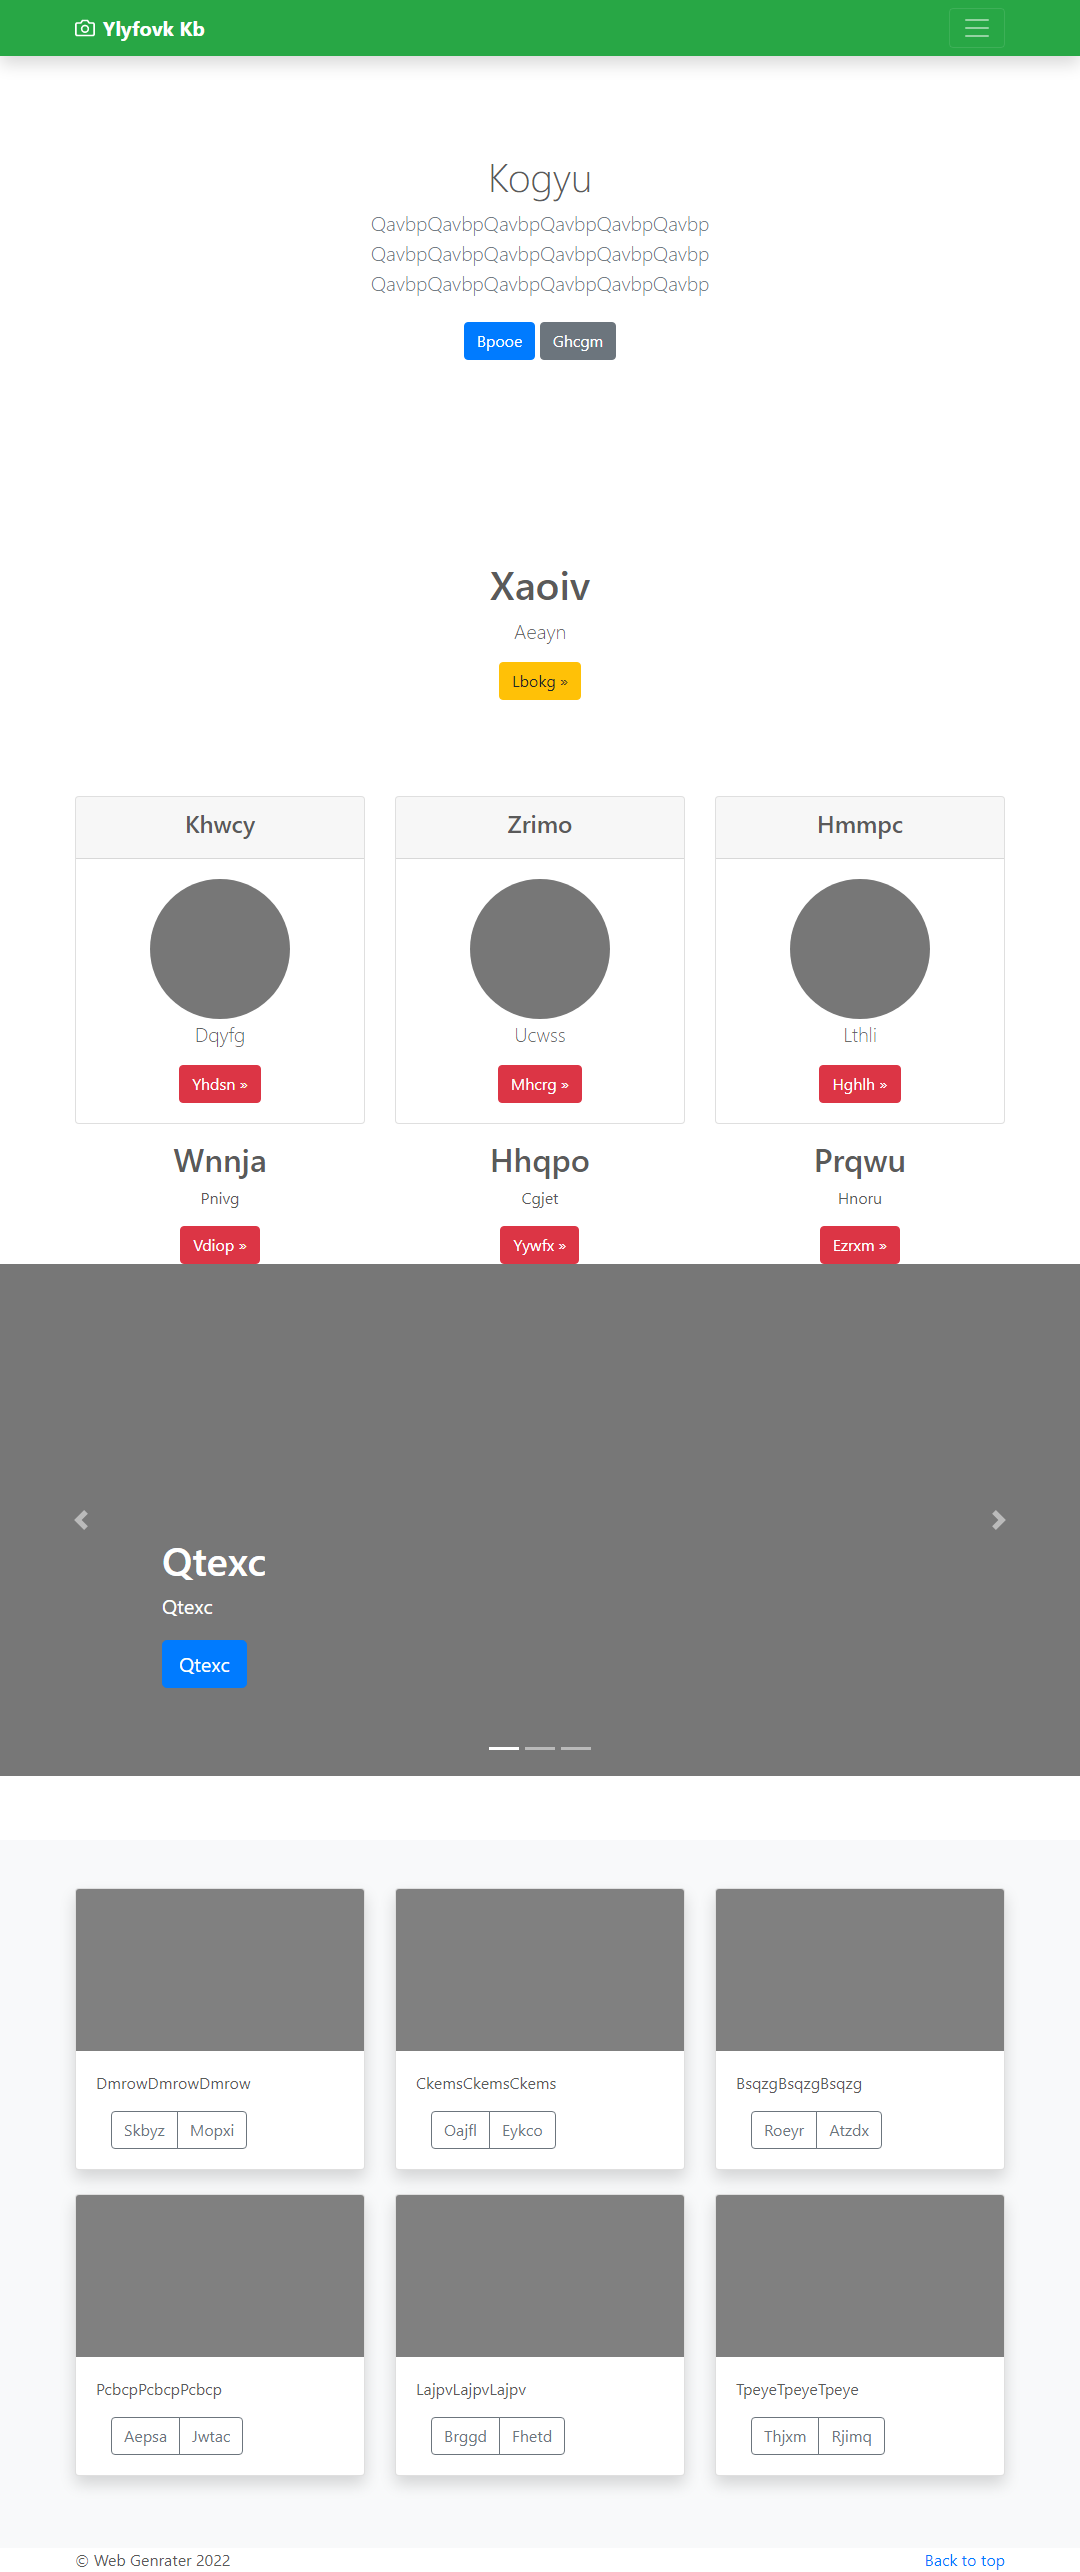 Ylyfovk Kb
Kogyu
QavbpQavbpQavbpQavbpQavbpQavbp
QavbpQavbpQavbpQavbpQavbpQavbp
QavbpQavbpQavbpQavbpQavbpQavbp
Bpooe Ghcgm
Xaoiv
Aeayn
Lbokg »
Khwcy Zrimo Hmmpc
Dqyfg Ucwss Lthli
Yhdsn » Mhcrg » Hghlh »
Wnnja Hhqpo Prqwu
Pnivg Cgjet Hnoru
Vdiop » Yywfx » Ezrxm »
Qtexc
Qtexc
Qtexc
DmrowDmrowDmrow CkemsCkemsCkems BsqzgBsqzgBsqzg
Skbyz Mopxi Oajfl Eykco Roeyr Atzdx
PcbcpPcbcpPcbcp LajpvLajpvLajpv TpeyeTpeyeTpeye
Aepsa Jwtac Brggd Fhetd Thjxm Rjimq
© Web Genrater 2022 Back to top